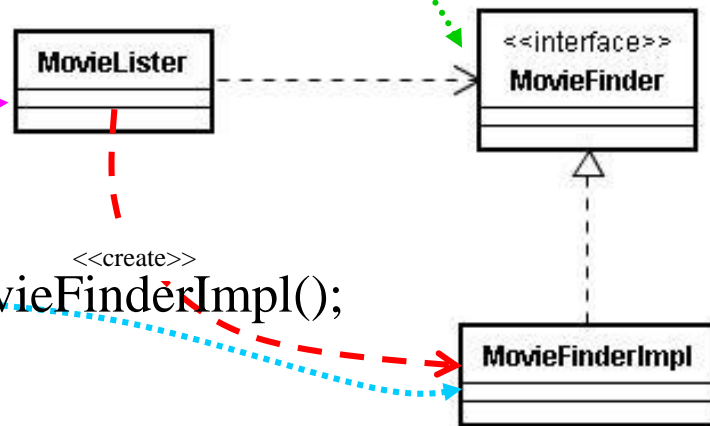 <<interface>>
MovieLister
MovieFinder
<<create>>
vieFinderImpl();
MovieFinderImpl